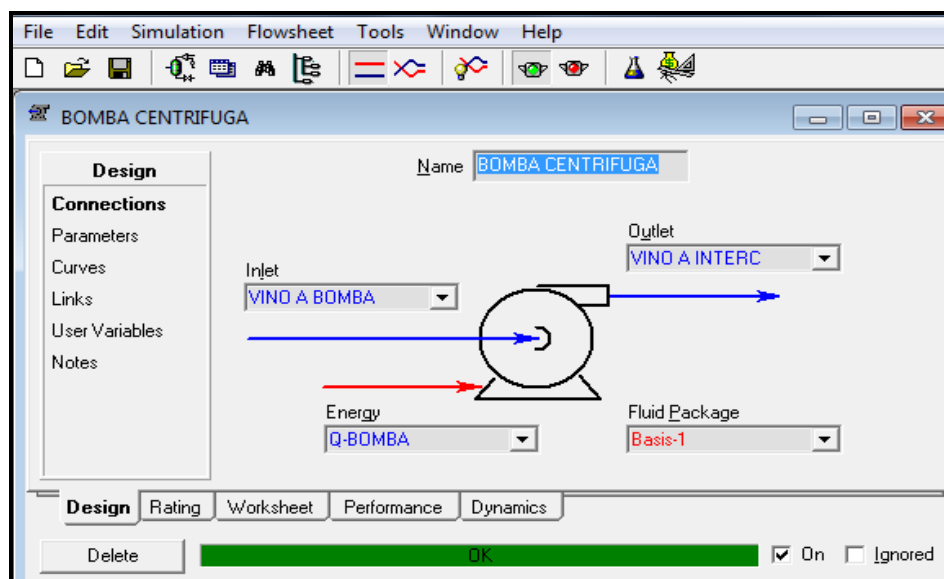 File Edit Simulation Flowsheet Tools Window Help
BOMBA CENTRIFUGA
Design
Connections
Parameters
Curves
Links
User Variables
Notes
Name BOMBA CENTRIFUGA
Inlet
VINO A BOMBA
Outlet
VINO A INTERC
Energy
Q-BOMBA
Fluid Package
Basis-1
Design Rating Worksheet Performance Dynamics
Delete OK On Ignored